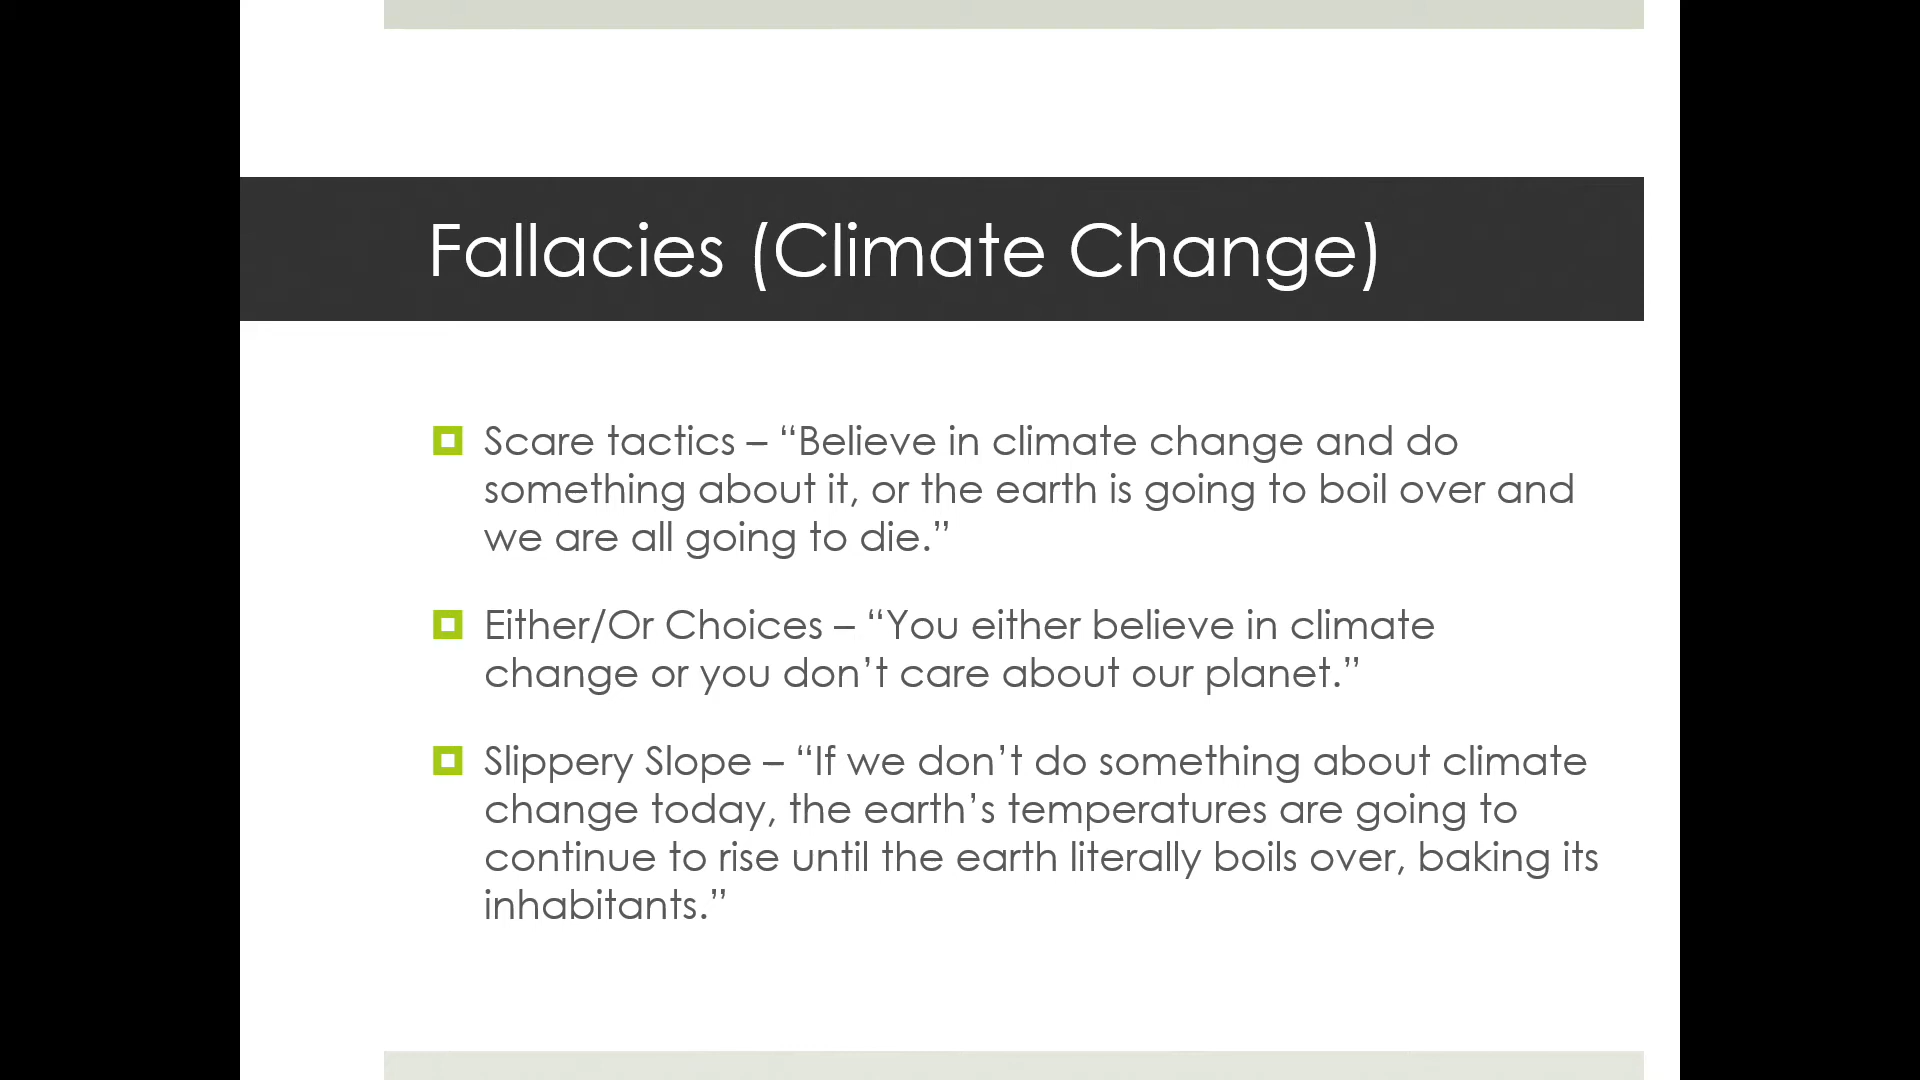 Fallacies (Climate Change)
Scare tactics – “Believe in climate change and do
something about it, or the earth is going to boil over and
we are all going to die.”
Either/Or Choices – “You either believe in climate
change or you don’t care about our planet.”
Slippery Slope – “If we don’t do something about climate
change today, the earth’s temperatures are going to
continue to rise until the earth literally boils over, baking its
inhabitants.”